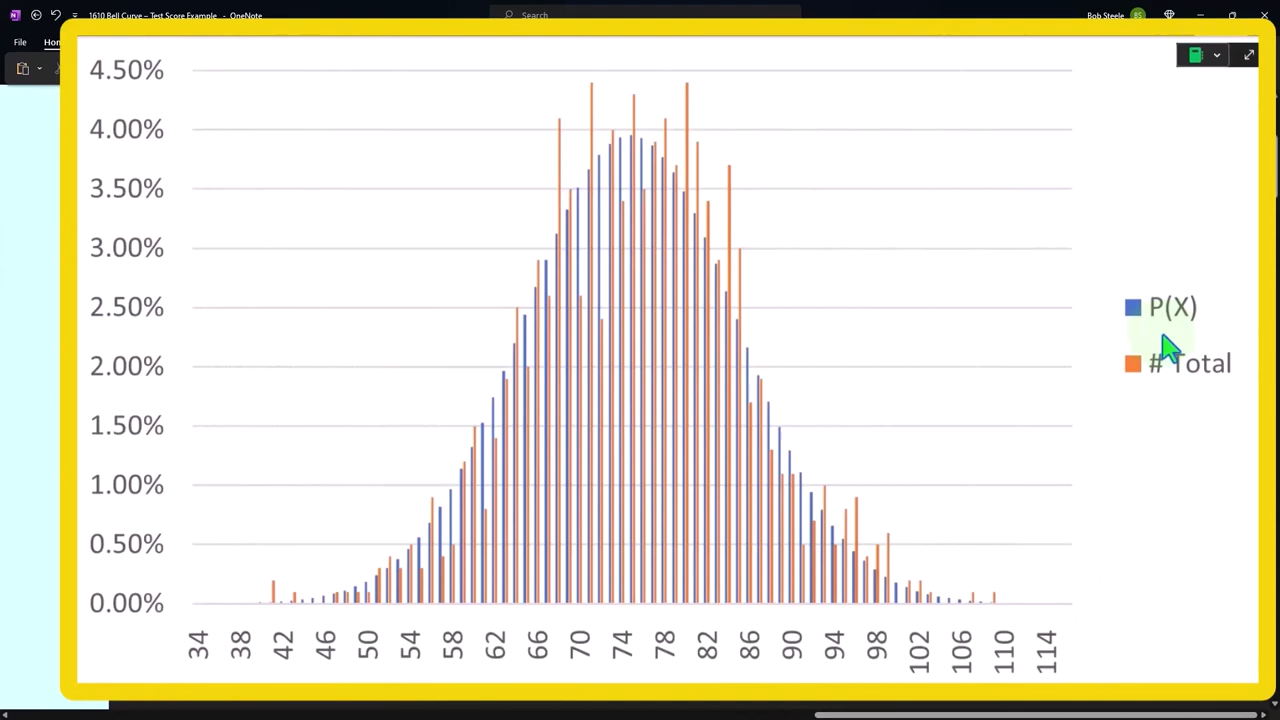 1610 Bell Curve – Test Score Example - OneNote
Search
Bob Steele
BS
File
4.50%
4.00%
3.50%
3.00%
2.50%
2.00%
1.50%
1.00%
0.50%
0.00%
34 38 42 46 50 54 58 62 66 70 74 78 82 86 90 94 98 102 106 110 114
P(X)
# Total